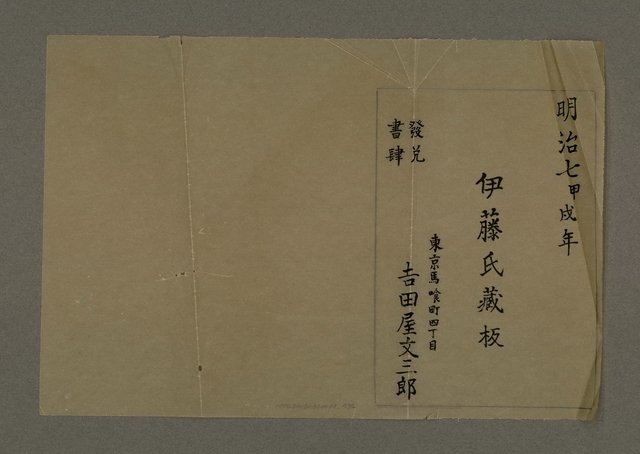 明治七甲戌年
伊藤氏藏板
東京馬喰町四丁目
發兌
書肆
吉田屋文三郎